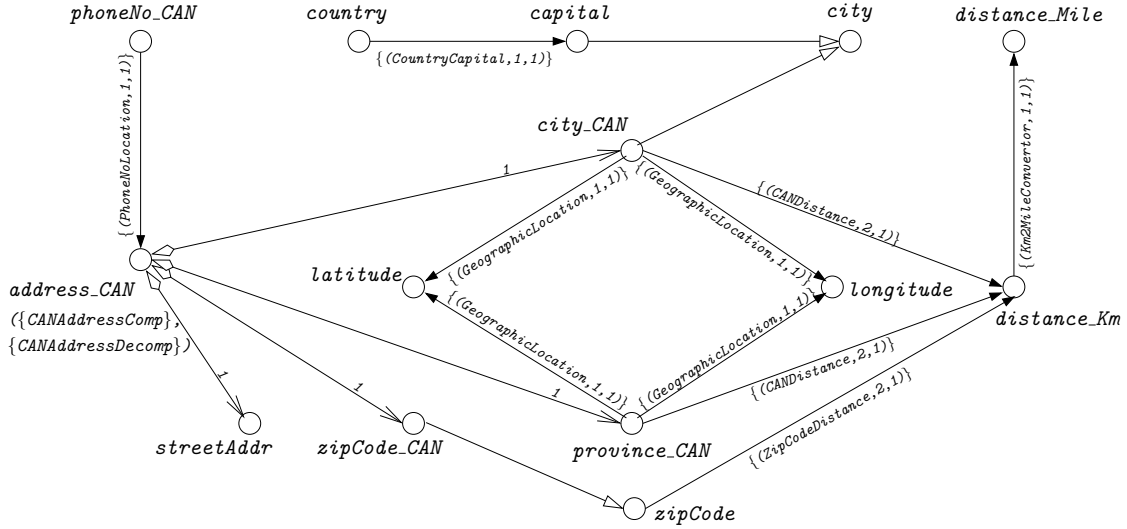 phoneNo_CAN
country
capital
city
distance_Mile
{(CountryCapital,1,1)}
{(PhoneNoLocation,1,1)}
city_CAN
1
{(GeographicLocation,1,1)}
{(GeographicLocation,1,1)}
{(CANDistance,2,1)}
{(Km2MileConvertor,1,1)}
latitude
longitude
address_CAN
({CANAddressComp},
{CANAddressDecomp})
distance_Km
{(GeographicLocation,1,1)}
{(GeographicLocation,1,1)}
{(CANDistance,2,1)}
{(ZipCodeDistance,2,1)}
1
1
1
streetAddr
zipCode_CAN
province_CAN
zipCode